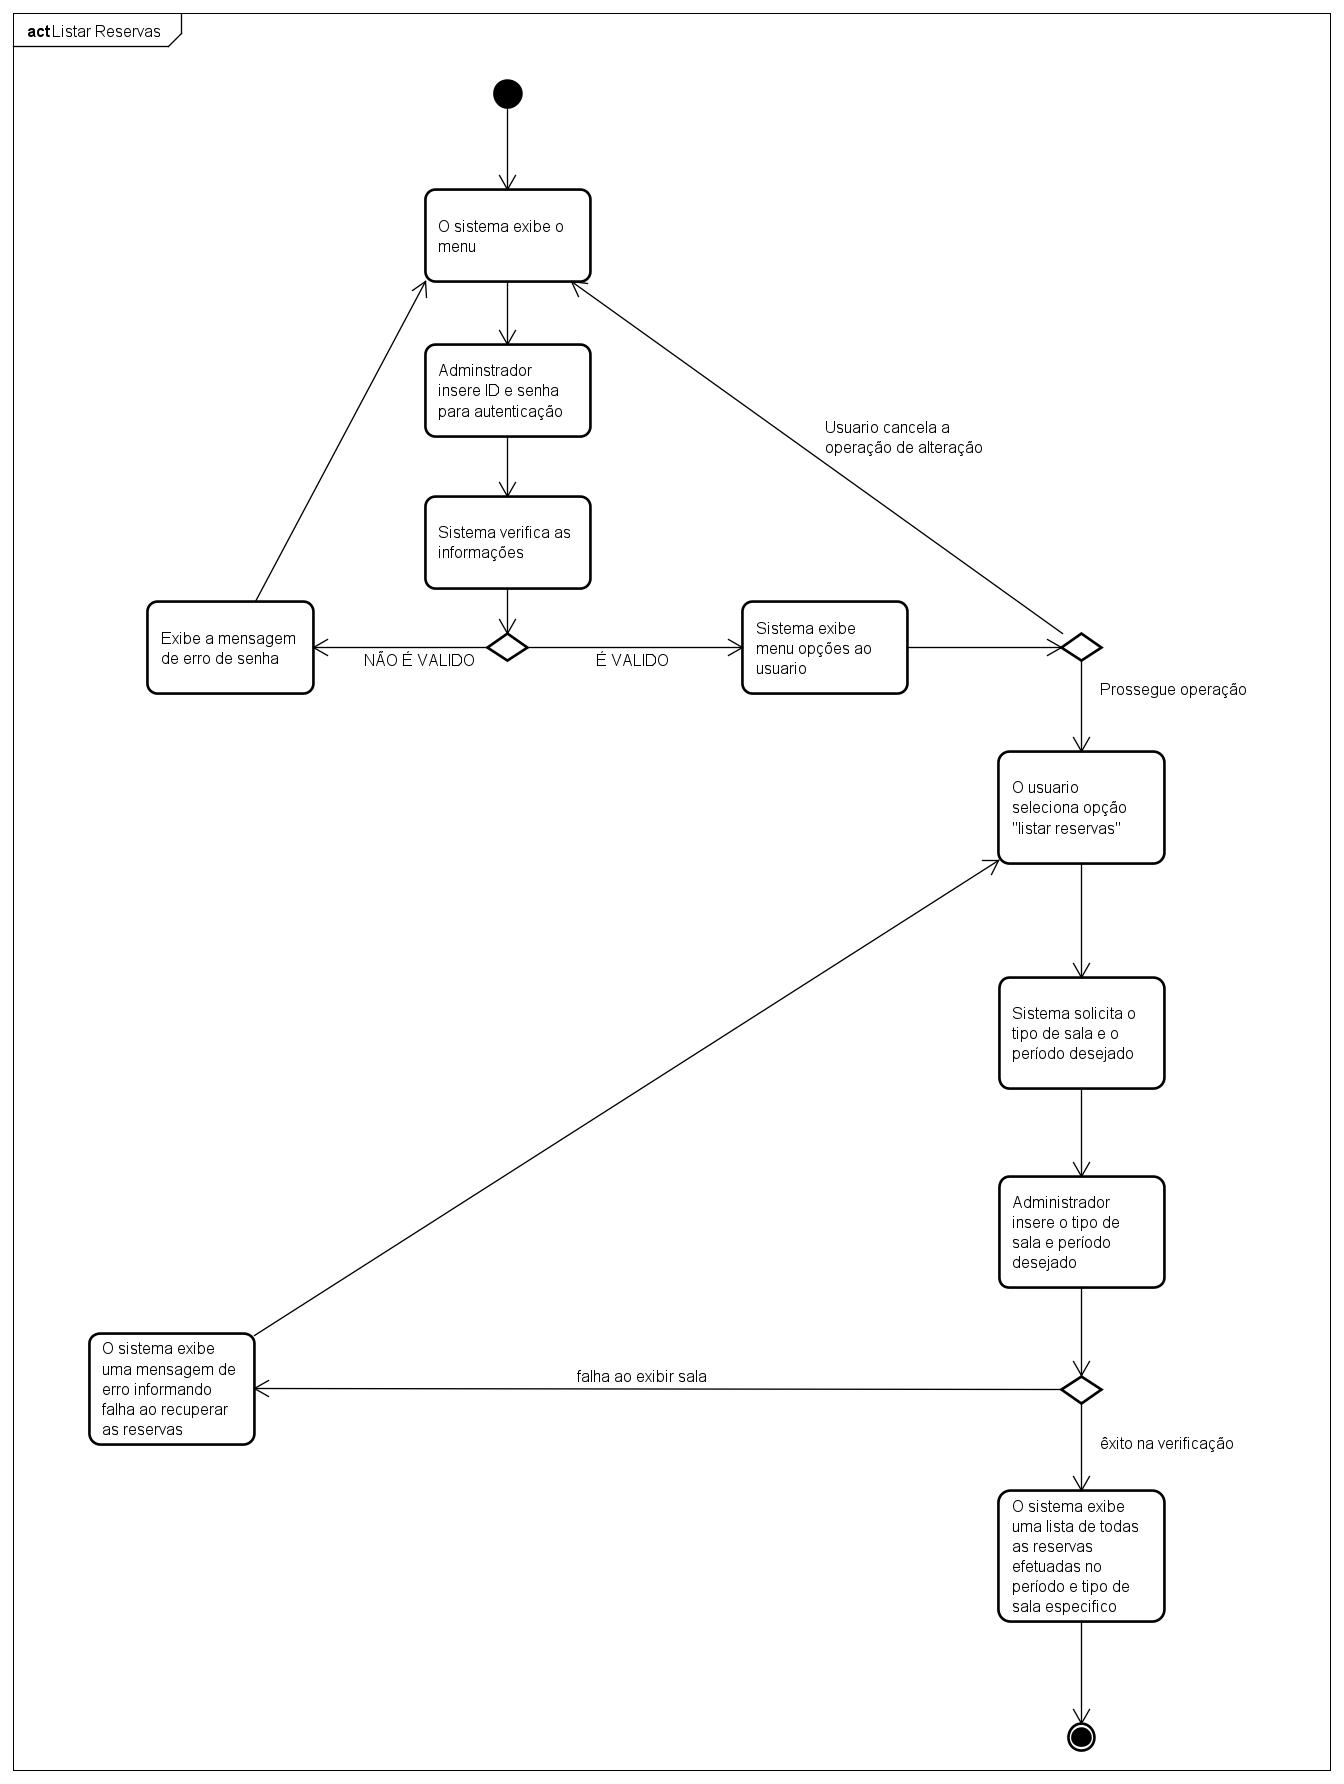 act Listar Reservas
O sistema exibe o
menu
Adminstrador
insere ID e senha
para autenticação
Usuario cancela a
operação de alteração
Sistema verifica as
informações
Exibe a mensagem
de erro de senha
NÃO É VALIDO
É VALIDO
Sistema exibe
menu opções ao
usuario
Prossegue operação
O usuario
seleciona opção
"listar reservas"
Sistema solicita o
tipo de sala e o
período desejado
Administrador
insere o tipo de
sala e período
desejado
O sistema exibe
uma mensagem de
erro informando
falha ao recuperar
as reservas
falha ao exibir sala
êxito na verificação
O sistema exibe
uma lista de todas
as reservas
efetuadas no
período e tipo de
sala especifico